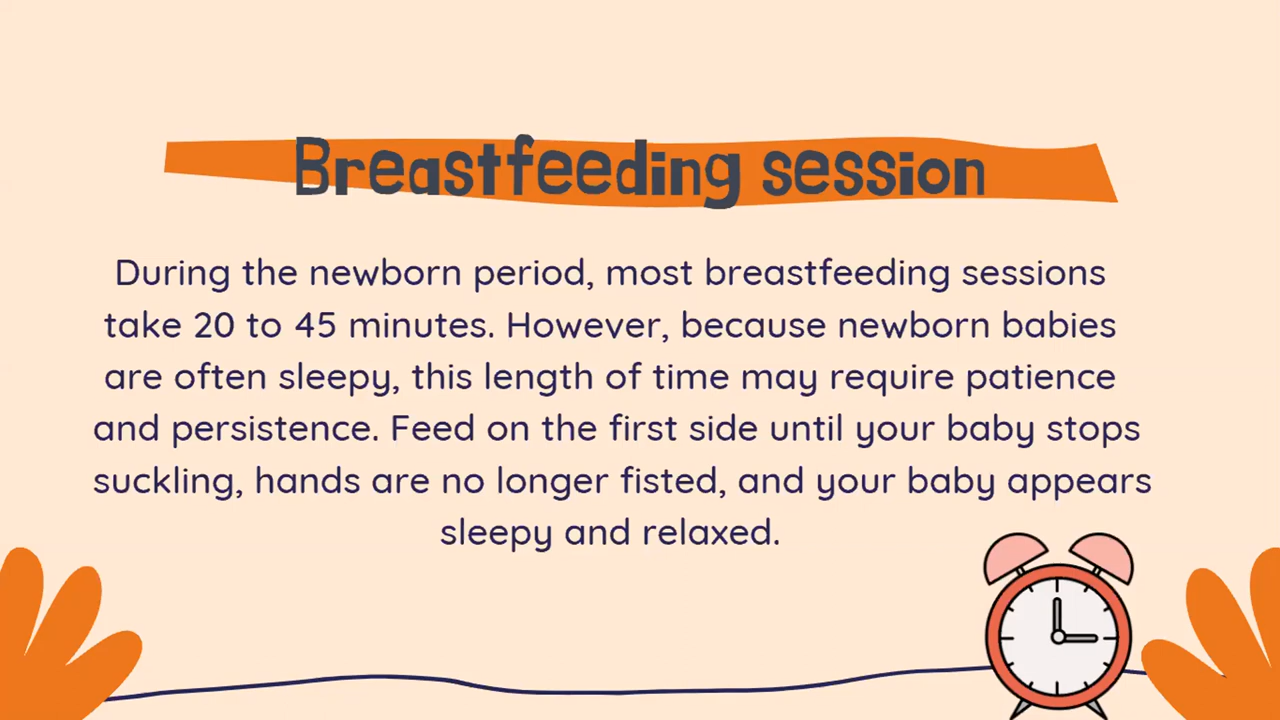 Breastfeeding session
During the newborn period, most breastfeeding sessions
take 20 to 45 minutes. However, because newborn babies
are often sleepy, this length of time may require patience
and persistence. Feed on the first side until your baby stops
suckling, hands are no longer fisted, and your baby appears
sleepy and relaxed.